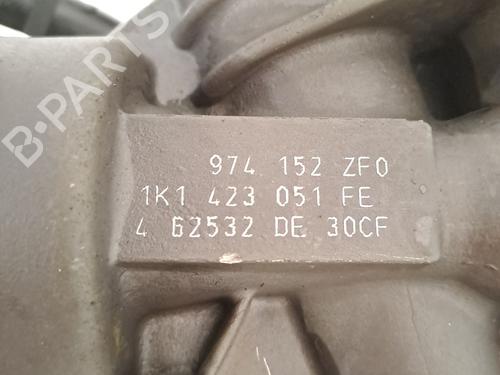 B-PARTS
974 152 ZF0
1K1 423 051 FE
4 62532 DE 30CF